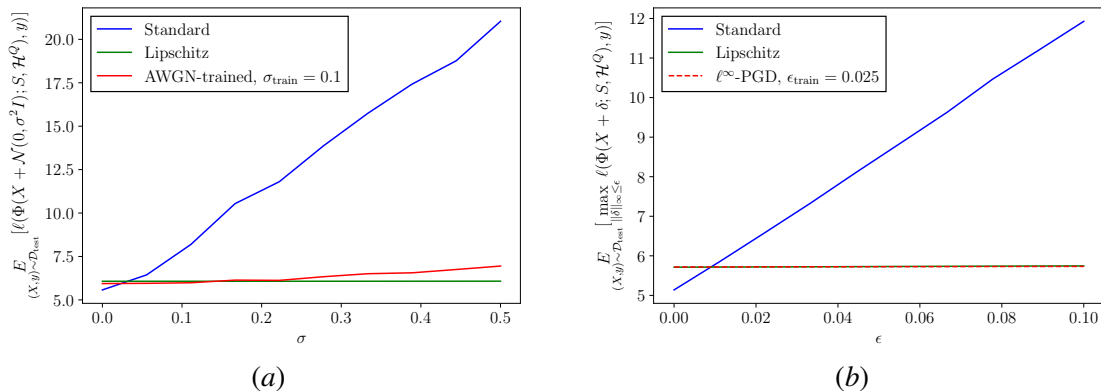 E_{(X,y)∼𝒟_test} [ℓ(Φ(X + 𝒩(0, σ²I); S, ℋ^Q), y)]
20.0
17.5
15.0
12.5
10.0
7.5
5.0
Standard
Lipschitz
AWGN-trained, σ_train = 0.1
0.0 0.1 0.2 0.3 0.4 0.5
σ
(a)
E_{(X,y)∼𝒟_test} [max_{||δ||_∞≤ϵ} ℓ(Φ(X + δ; S, ℋ^Q), y)]
12
11
10
9
8
7
6
5
Standard
Lipschitz
ℓ^∞-PGD, ϵ_train = 0.025
0.00 0.02 0.04 0.06 0.08 0.10
ϵ
(b)